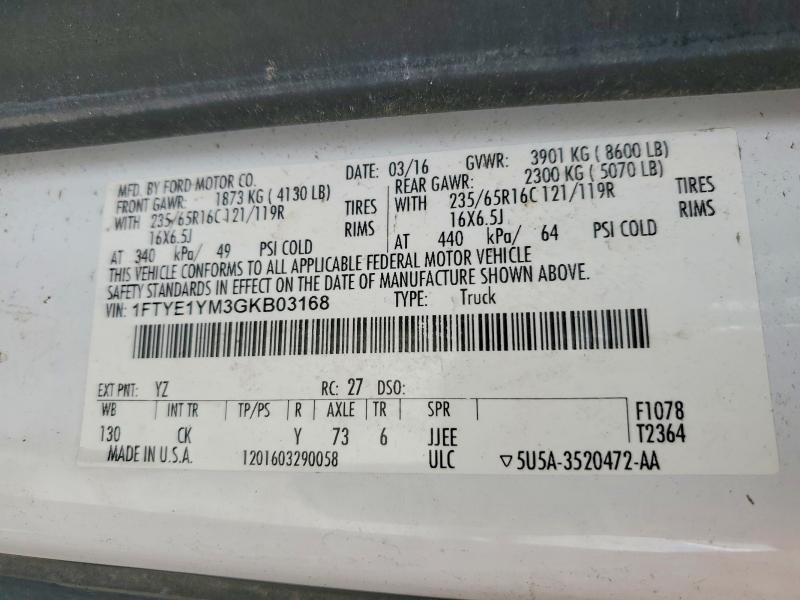 MFD. BY FORD MOTOR CO. DATE: 03/16 GVWR: 3901 KG ( 8600 LB)
FRONT GAWR: 1873 KG ( 4130 LB) REAR GAWR: 2300 KG ( 5070 LB)
WITH 235/65R16C 121/119R TIRES WITH 235/65R16C 121/119R TIRES
16X6.5J RIMS 16X6.5J RIMS
AT 340 kPa/ 49 PSI COLD AT 440 kPa/ 64 PSI COLD
THIS VEHICLE CONFORMS TO ALL APPLICABLE FEDERAL MOTOR VEHICLE
SAFETY STANDARDS IN EFFECT ON THE DATE OF MANUFACTURE SHOWN ABOVE.
VIN: 1FTYE1YM3GKB03168 TYPE: Truck
EXT PNT: YZ RC: 27 DSO:
WB INT TR TP/PS R AXLE TR SPR F1078
130 CK Y 73 6 JJEE T2364
MADE IN U.S.A. 1201603290058 ULC ▽5U5A-3520472-AA